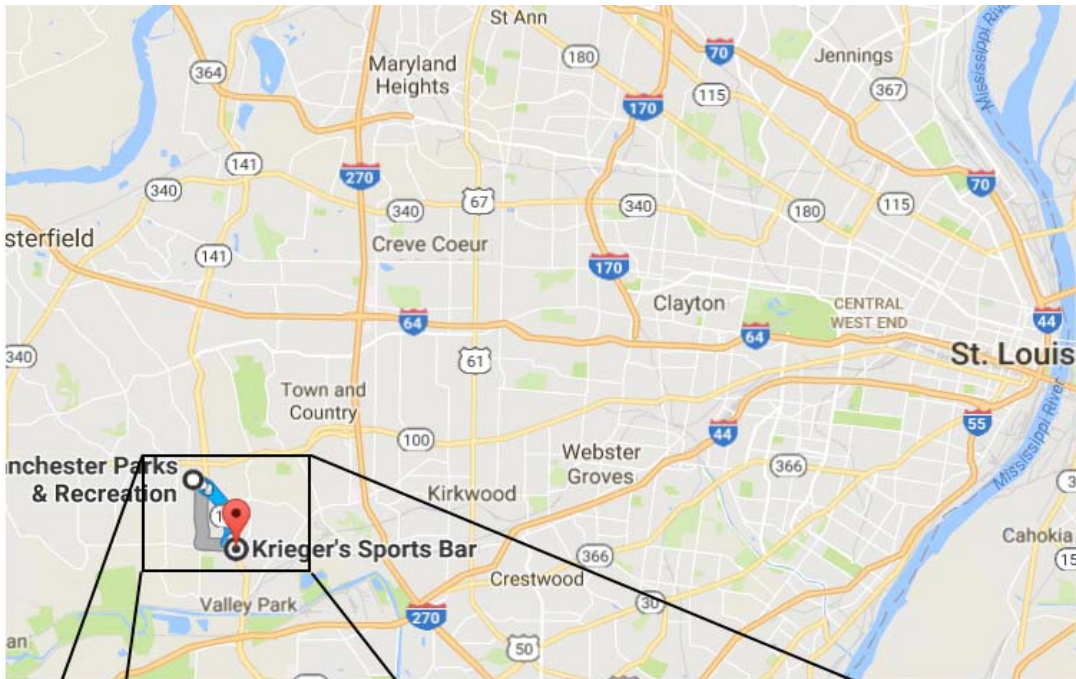 St Ann
70
Jennings
Mississippi River
Maryland
Heights
180
364
170
115
367
141
270
340
67
340
340
180
115
70
sterfield
Creve Coeur
141
170
Clayton
CENTRAL
WEST END
64
64
44
340
61
St. Louis
Town and
Country
100
44
55
Mississippi River
Webster
Groves
366
anchester Parks
& Recreation
Kirkwood
Krieger's Sports Bar
366
Cahokia
Crestwood
Valley Park
270
30
50
an